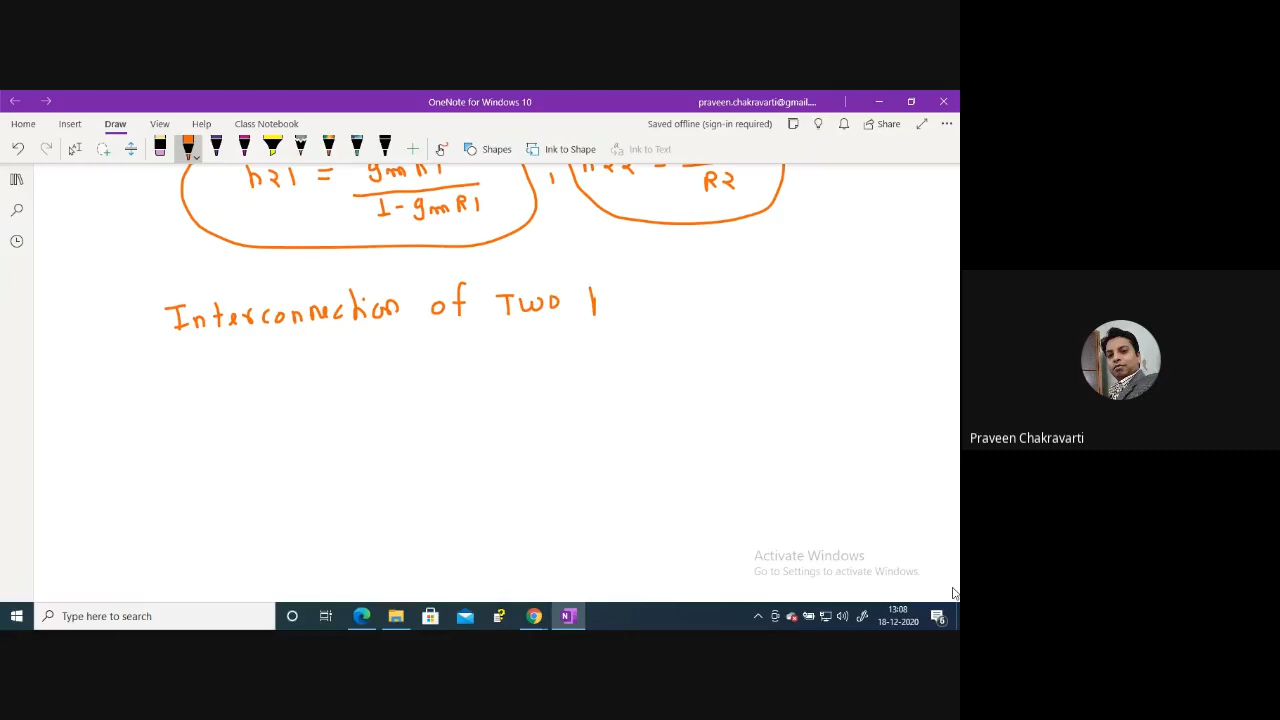 OneNote for Windows 10
praveen.chakravarti@gmail....
Home Insert Draw View Help Class Notebook
Saved offline (sign-in required) Share
Shapes Ink to Shape Ink to Text
h21 = gmR1 / 1-gmR1 ,
R2
Interconnection of Two
Praveen Chakravarti
Activate Windows
Go to Settings to activate Windows.
Type here to search
13:08
18-12-2020
6